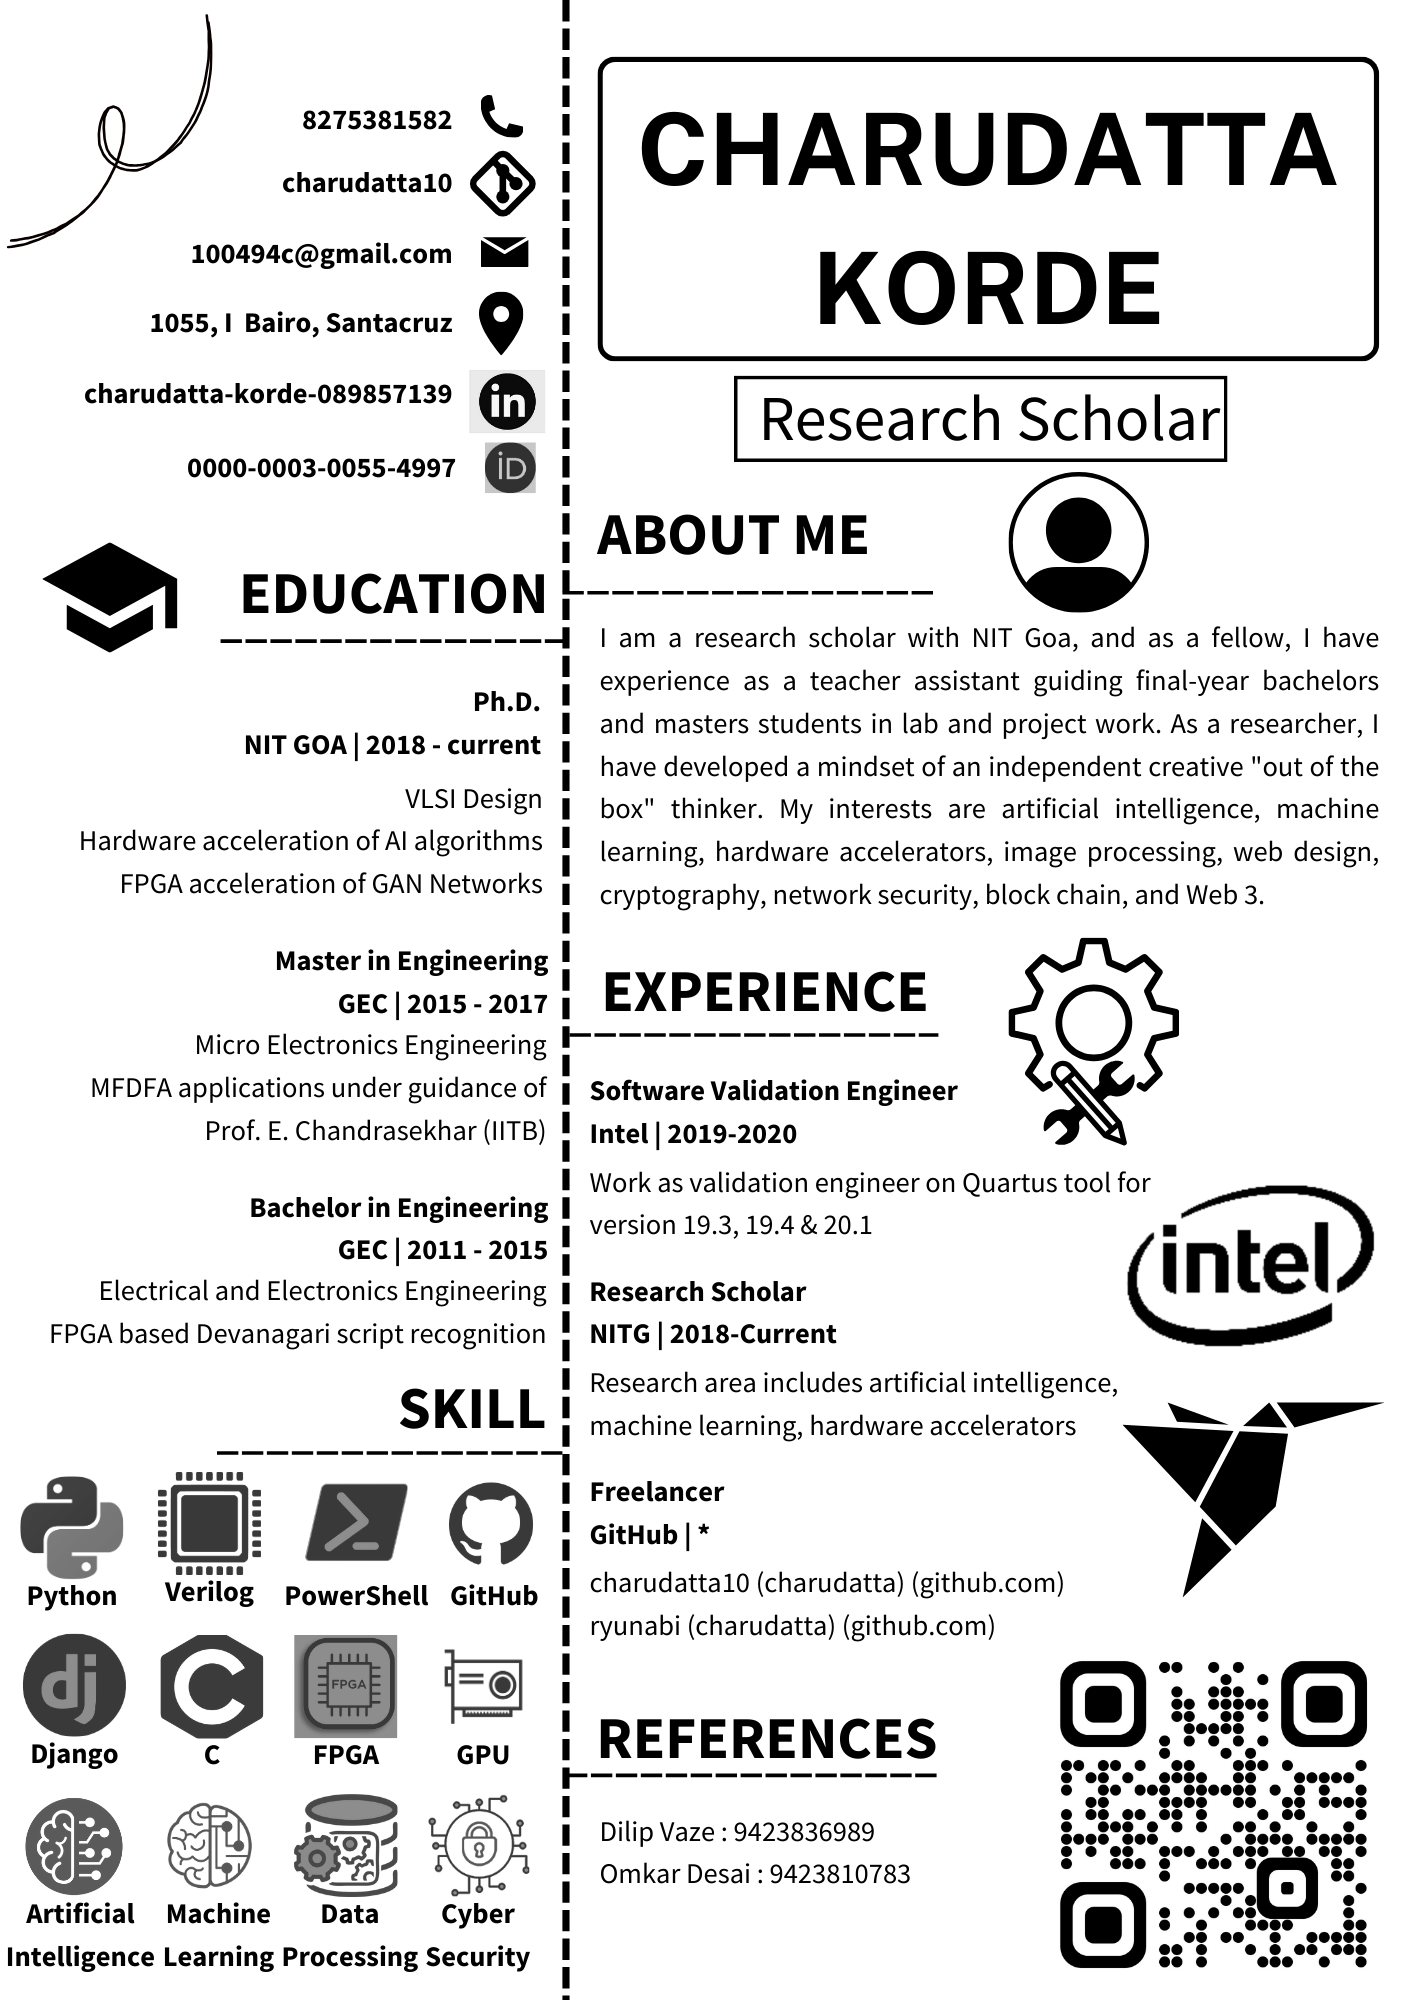 8275381582
charudatta10
100494c@gmail.com
1055, I Bairo, Santacruz
charudatta-korde-089857139
iD
0000-0003-0055-4997
EDUCATION
Ph.D.
NIT GOA | 2018 - current
VLSI Design
Hardware acceleration of AI algorithms
FPGA acceleration of GAN Networks
Master in Engineering
GEC | 2015 - 2017
Micro Electronics Engineering
MFDFA applications under guidance of
Prof. E. Chandrasekhar (IITB)
Bachelor in Engineering
GEC | 2011 - 2015
Electrical and Electronics Engineering
FPGA based Devanagari script recognition
SKILL
Python
Verilog
PowerShell
GitHub
dj
Django
C
C
FPGA
FPGA
GPU
Artificial
Intelligence
Machine
Learning
Data
Processing
Cyber
Security
CHARUDATTA
KORDE
Research Scholar
ABOUT ME
I am a research scholar with NIT Goa, and as a fellow, I have
experience as a teacher assistant guiding final-year bachelors
and masters students in lab and project work. As a researcher, I
have developed a mindset of an independent creative "out of the
box" thinker. My interests are artificial intelligence, machine
learning, hardware accelerators, image processing, web design,
cryptography, network security, block chain, and Web 3.
EXPERIENCE
Software Validation Engineer
Intel | 2019-2020
Work as validation engineer on Quartus tool for
version 19.3, 19.4 & 20.1
intel
Research Scholar
NITG | 2018-Current
Research area includes artificial intelligence,
machine learning, hardware accelerators
Freelancer
GitHub | *
charudatta10 (charudatta) (github.com)
ryunabi (charudatta) (github.com)
REFERENCES
Dilip Vaze : 9423836989
Omkar Desai : 9423810783